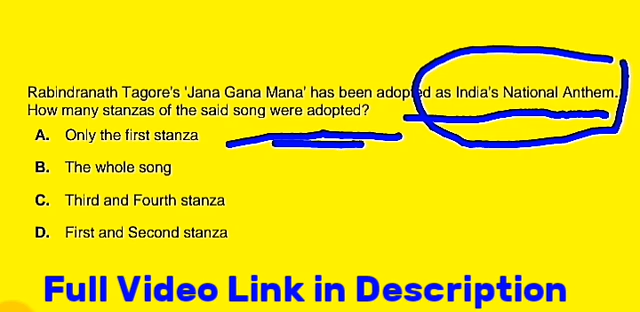 Rabindranath Tagore's 'Jana Gana Mana' has been adopted as India's National Anthem.
How many stanzas of the said song were adopted?
A. Only the first stanza
B. The whole song
C. Third and Fourth stanza
D. First and Second stanza
Full Video Link in Description